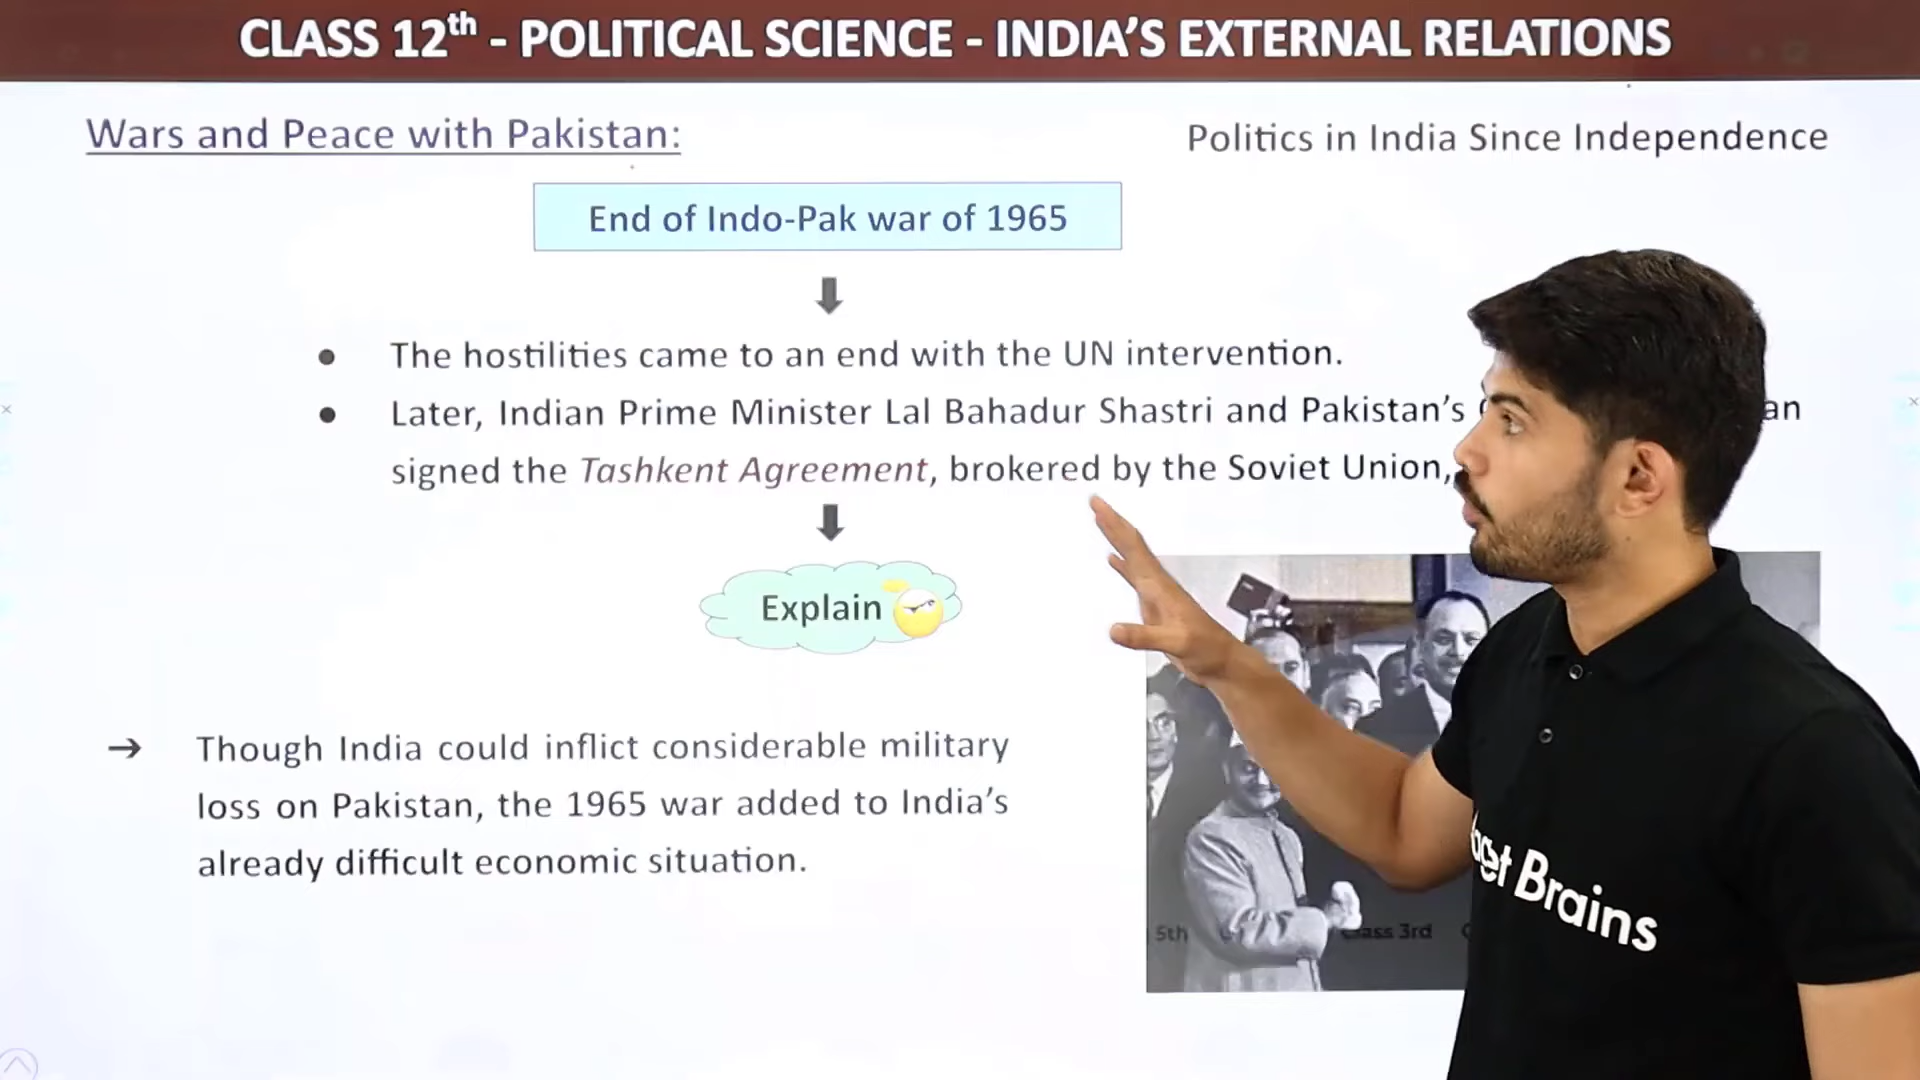 CLASS 12th - POLITICAL SCIENCE - INDIA’S EXTERNAL RELATIONS
Wars and Peace with Pakistan:
Politics in India Since Independence
End of Indo-Pak war of 1965
● The hostilities came to an end with the UN intervention.
● Later, Indian Prime Minister Lal Bahadur Shastri and Pakistan’s
signed the Tashkent Agreement, brokered by the Soviet Union,
Explain
→ Though India could inflict considerable military
loss on Pakistan, the 1965 war added to India’s
already difficult economic situation.
5th 3rd
Brains